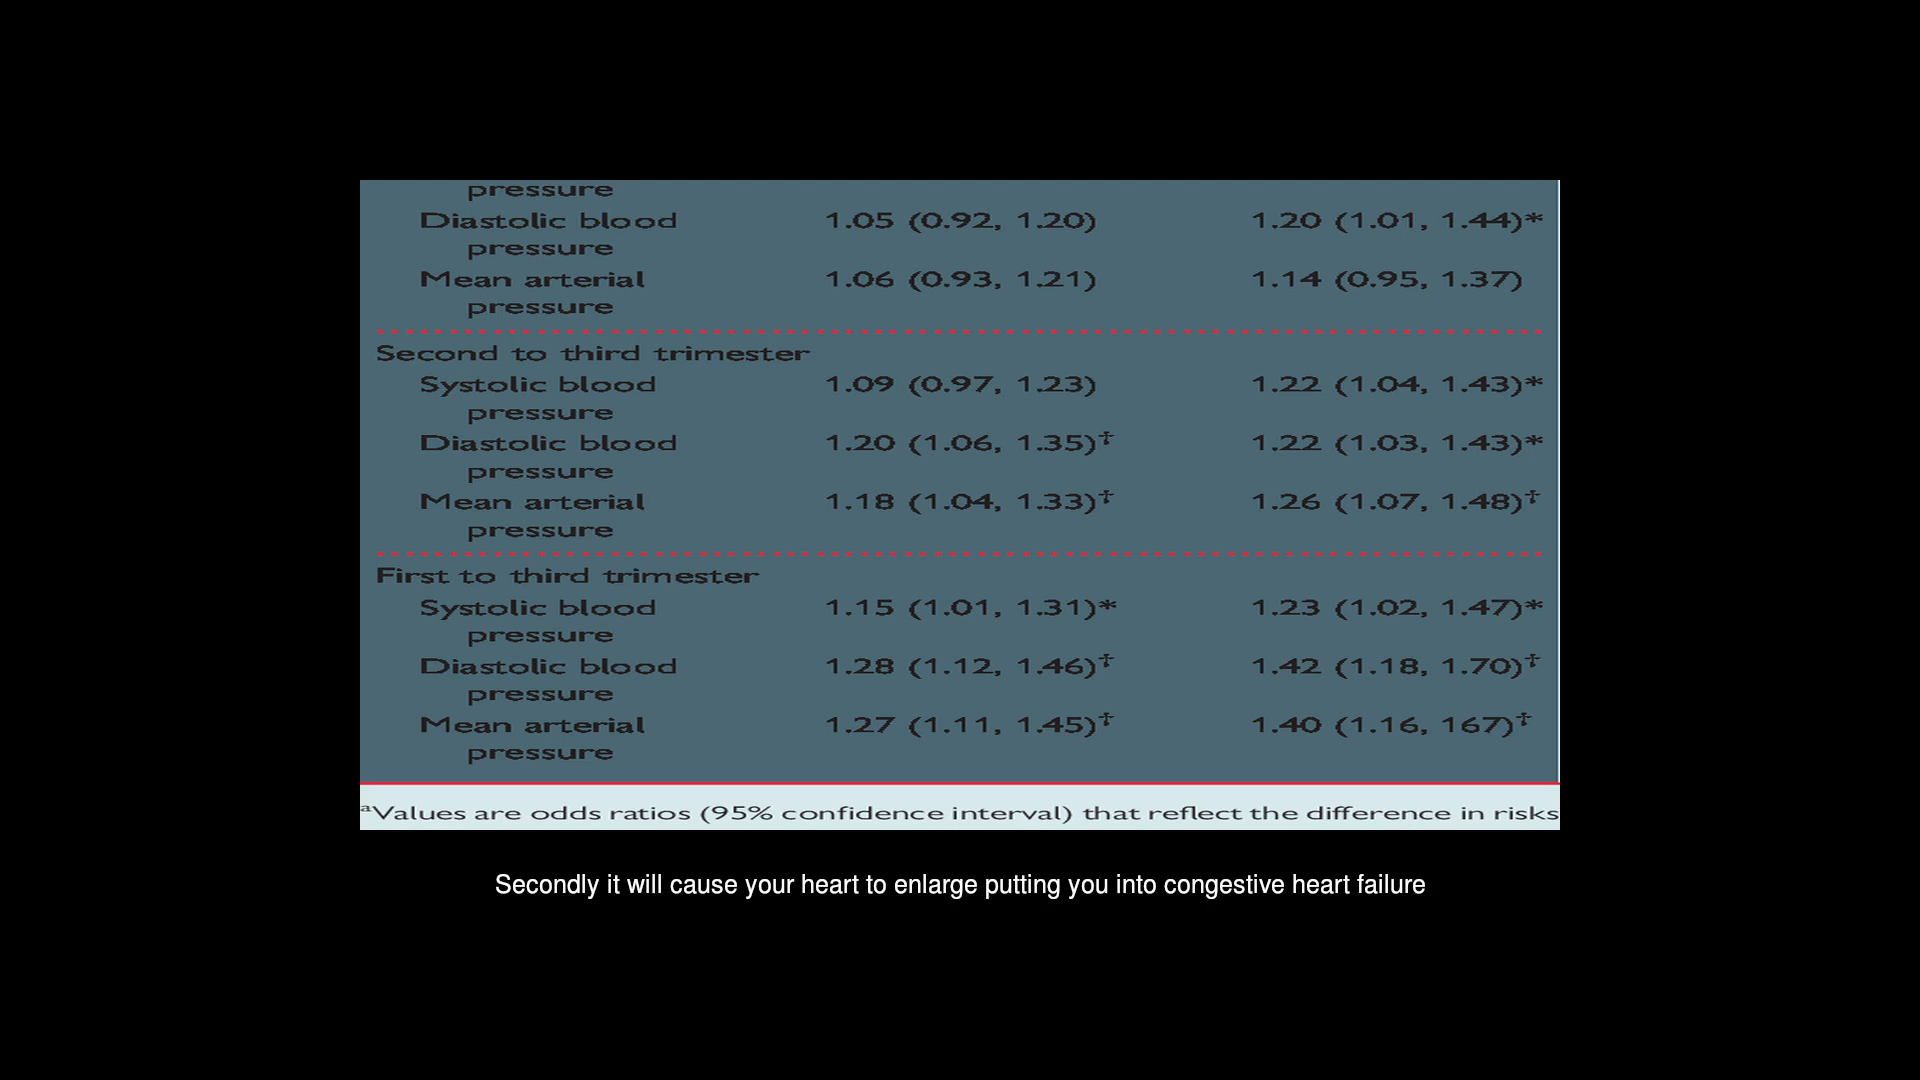 pressure
Diastolic blood 1.05 (0.92, 1.20) 1.20 (1.01, 1.44)*
pressure
Mean arterial 1.06 (0.93, 1.21) 1.14 (0.95, 1.37)
pressure
Second to third trimester
Systolic blood 1.09 (0.97, 1.23) 1.22 (1.04, 1.43)*
pressure
Diastolic blood 1.20 (1.06, 1.35)† 1.22 (1.03, 1.43)*
pressure
Mean arterial 1.18 (1.04, 1.33)† 1.26 (1.07, 1.48)†
pressure
First to third trimester
Systolic blood 1.15 (1.01, 1.31)* 1.23 (1.02, 1.47)*
pressure
Diastolic blood 1.28 (1.12, 1.46)† 1.42 (1.18, 1.70)†
pressure
Mean arterial 1.27 (1.11, 1.45)† 1.40 (1.16, 167)†
pressure
ᵃValues are odds ratios (95% confidence interval) that reflect the difference in risks
Secondly it will cause your heart to enlarge putting you into congestive heart failure